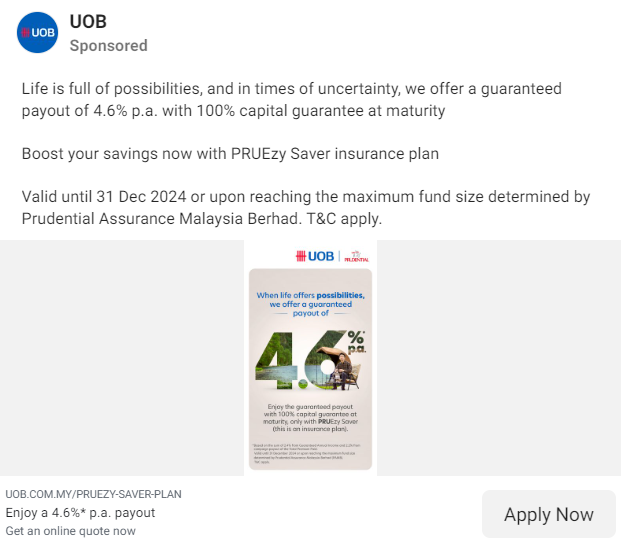 UOB
UOB
Sponsored
Life is full of possibilities, and in times of uncertainty, we offer a guaranteed
payout of 4.6% p.a. with 100% capital guarantee at maturity
Boost your savings now with PRUEzy Saver insurance plan
Valid until 31 Dec 2024 or upon reaching the maximum fund size determined by
Prudential Assurance Malaysia Berhad. T&C apply.
UOB | PRUDENTIAL
When life offers possibilities,
we offer a guaranteed
payout of
4.6%*
p.a.
Enjoy the guaranteed payout
with 100% capital guarantee at
maturity, only with PRUEzy Saver
(this is an insurance plan).
UOB.COM.MY/PRUEZY-SAVER-PLAN
Enjoy a 4.6%* p.a. payout
Get an online quote now
Apply Now